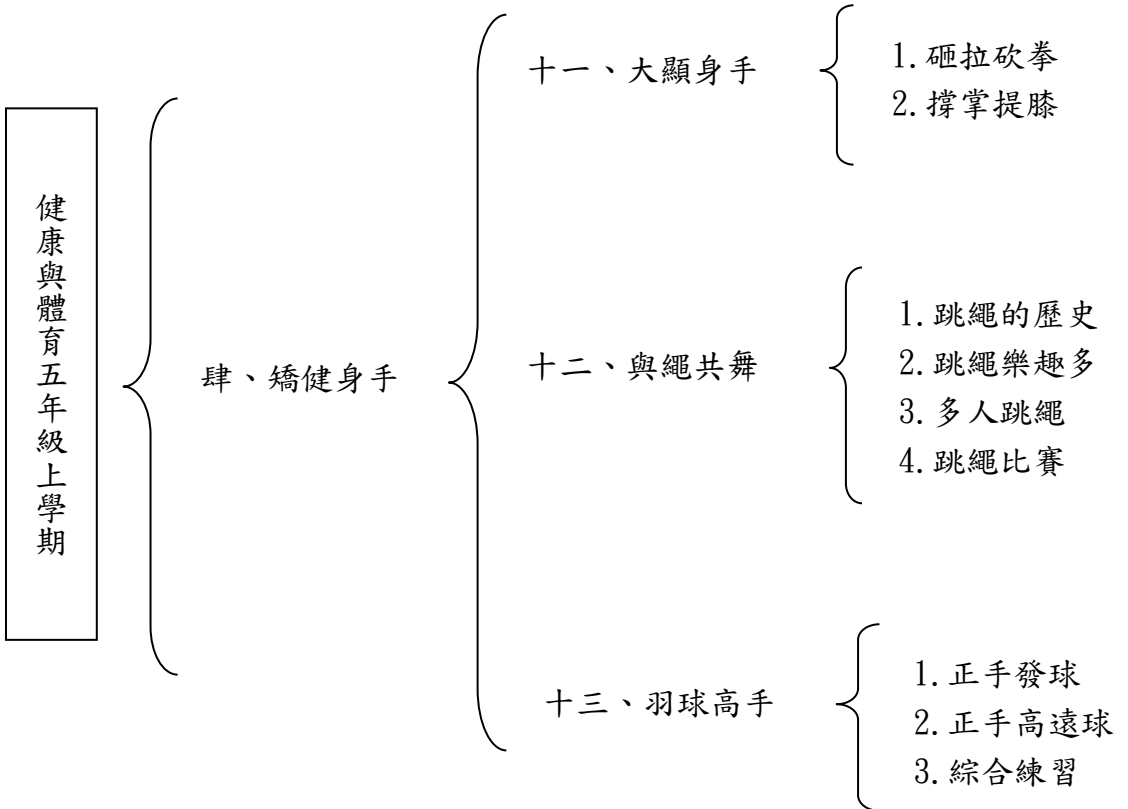 健康與體育五年級上學期
肆、矯健身手
十一、大顯身手
1.砸拉砍拳
2.撐掌提膝
十二、與繩共舞
1.跳繩的歷史
2.跳繩樂趣多
3.多人跳繩
4.跳繩比賽
十三、羽球高手
1.正手發球
2.正手高遠球
3.綜合練習